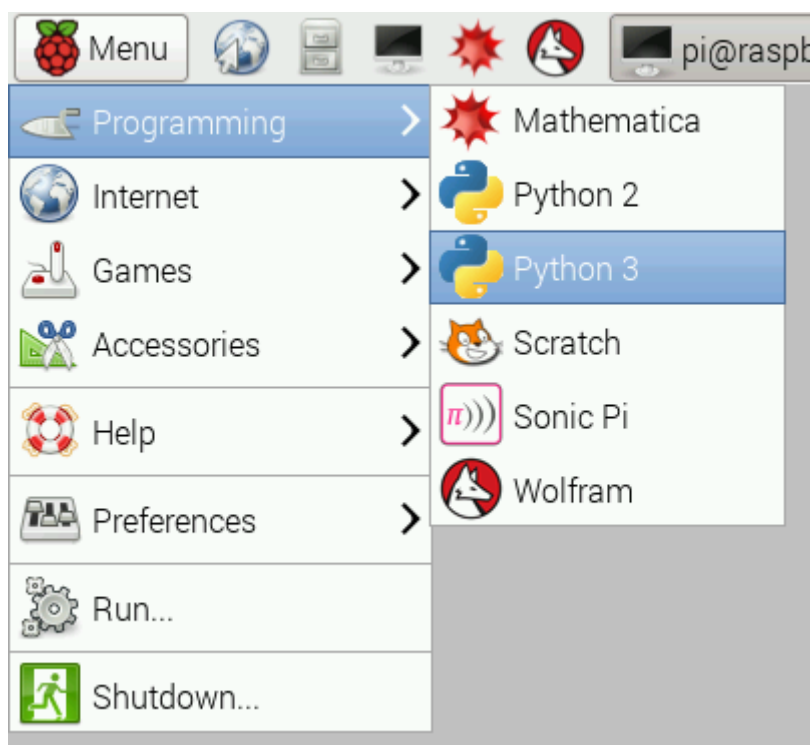 Menu
pi@raspb
Programming
Internet
Games
Accessories
Help
Preferences
Run...
Shutdown...
Mathematica
Python 2
Python 3
Scratch
π)))
Sonic Pi
Wolfram